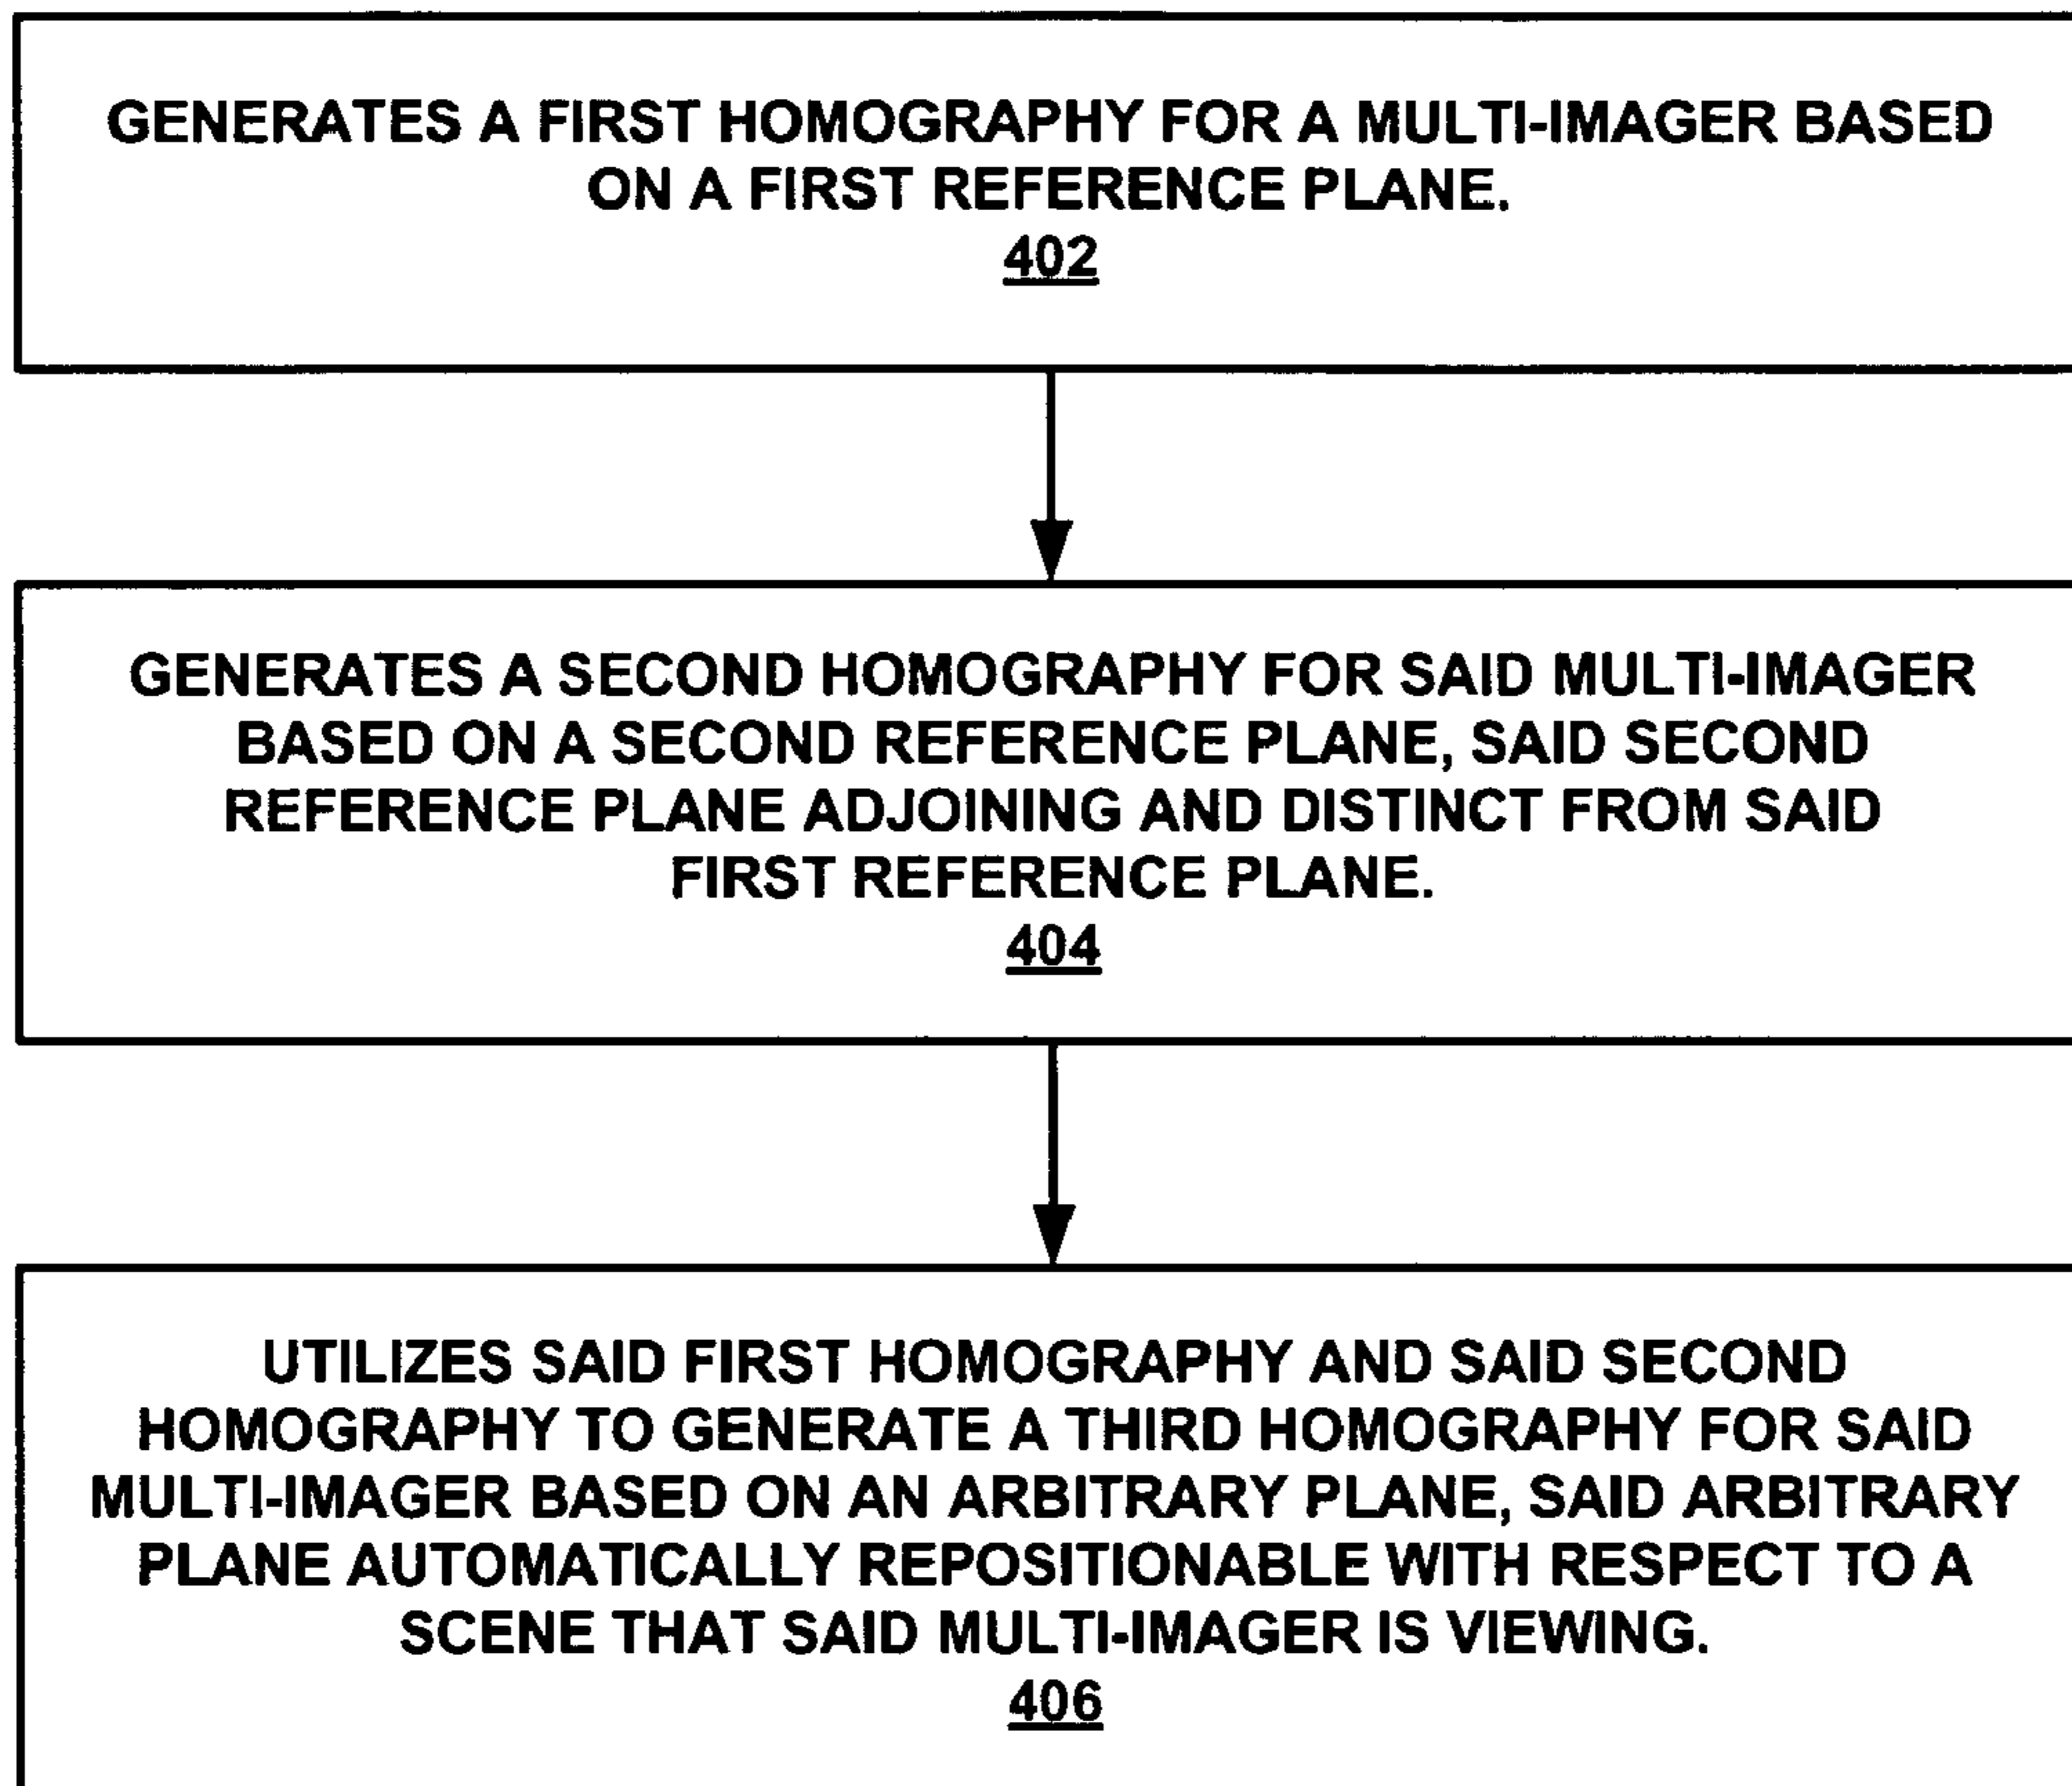 GENERATES A FIRST HOMOGRAPHY FOR A MULTI-IMAGER BASED
ON A FIRST REFERENCE PLANE.
402
GENERATES A SECOND HOMOGRAPHY FOR SAID MULTI-IMAGER
BASED ON A SECOND REFERENCE PLANE, SAID SECOND
REFERENCE PLANE ADJOINING AND DISTINCT FROM SAID
FIRST REFERENCE PLANE.
404
UTILIZES SAID FIRST HOMOGRAPHY AND SAID SECOND
HOMOGRAPHY TO GENERATE A THIRD HOMOGRAPHY FOR SAID
MULTI-IMAGER BASED ON AN ARBITRARY PLANE, SAID ARBITRARY
PLANE AUTOMATICALLY REPOSITIONABLE WITH RESPECT TO A
SCENE THAT SAID MULTI-IMAGER IS VIEWING.
406